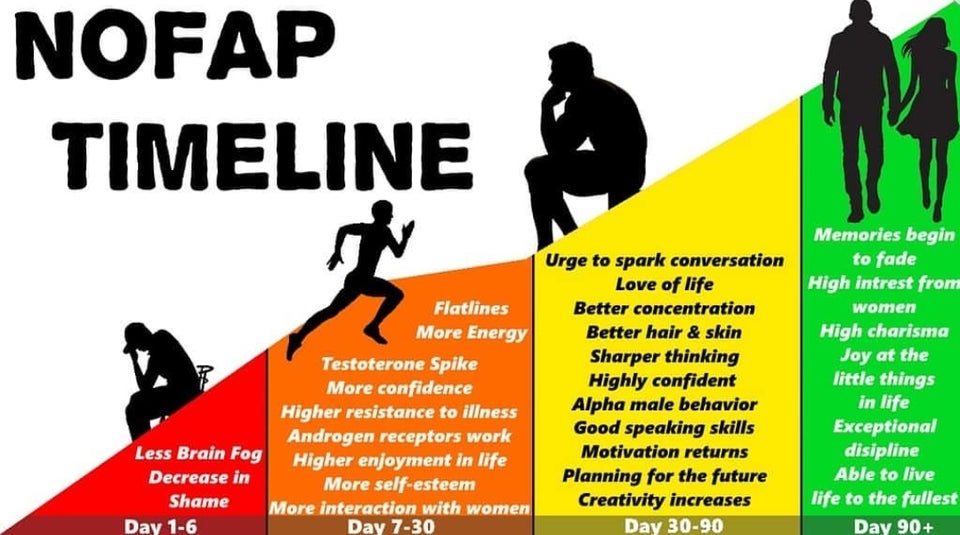 NOFAP
TIMELINE
Less Brain Fog
Decrease in
Shame
Day 1-6
Flatlines
More Energy
Testoterone Spike
More confidence
Higher resistance to illness
Androgen receptors work
Higher enjoyment in life
More self-esteem
More interaction with women
Day 7-30
Urge to spark conversation
Love of life
Better concentration
Better hair & skin
Sharper thinking
Highly confident
Alpha male behavior
Good speaking skills
Motivation returns
Planning for the future
Creativity increases
Day 30-90
Memories begin
to fade
High intrest from
women
High charisma
Joy at the
little things
in life
Exceptional
disipline
Able to live
life to the fullest
Day 90+